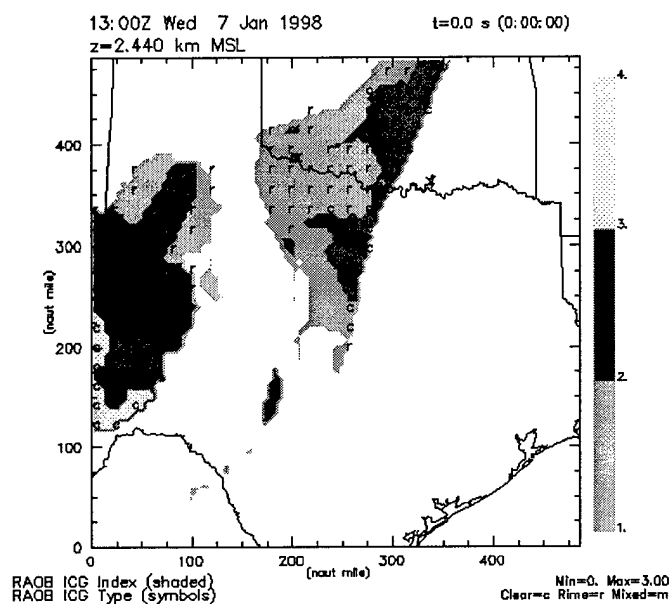 13:00Z Wed 7 Jan 1998 t=0.0 s (0:00:00)
z=2.440 km MSL
4.
400
3.
300
(naut mile)
200
2.
100
0
1.
0 100 200 300 400
(naut mile)
RAOB ICG Index (shaded) Min=0. Max=3.00
RAOB ICG Type (symbols) Clear=c Rime=r Mixed=m